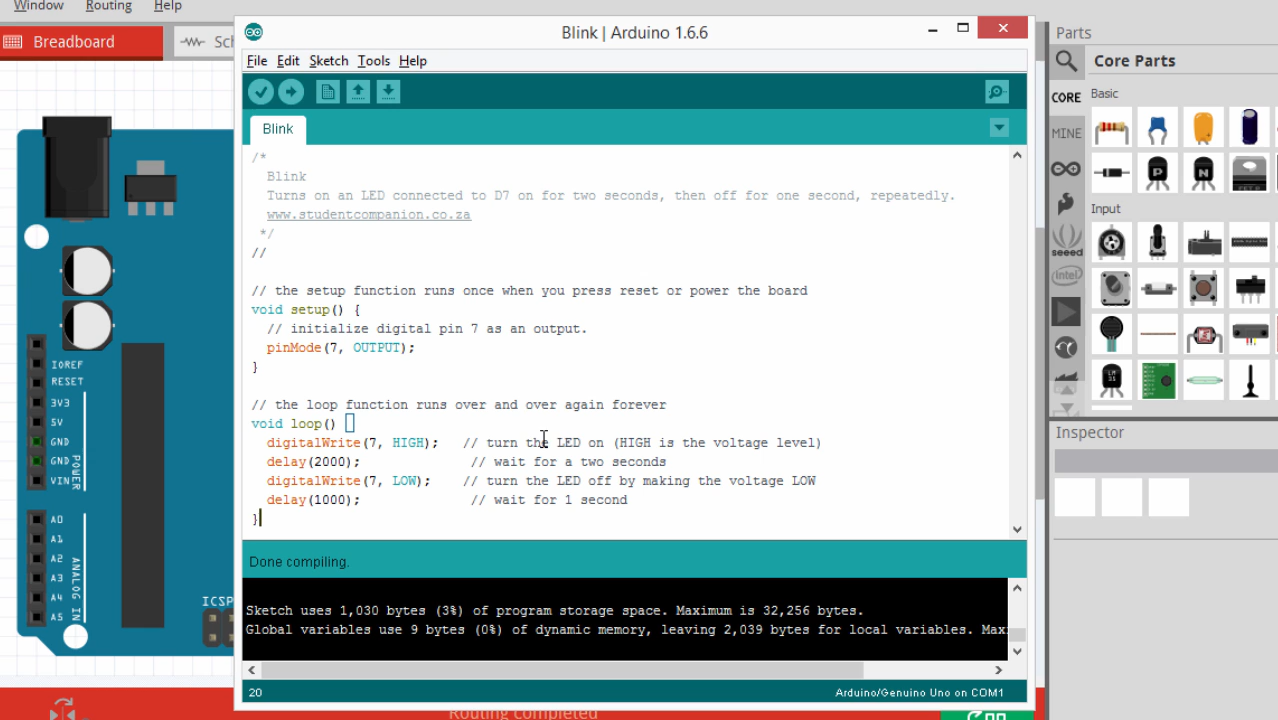 Window Routing Help
Breadboard
Blink | Arduino 1.6.6
File Edit Sketch Tools Help
Blink
/*
Blink
Turns on an LED connected to D7 on for two seconds, then off for one second, repeatedly.
www.studentcompanion.co.za
*/
//
// the setup function runs once when you press reset or power the board
void setup() {
// initialize digital pin 7 as an output.
pinMode(7, OUTPUT);
}
// the loop function runs over and over again forever
void loop() {
digitalWrite(7, HIGH); // turn the LED on (HIGH is the voltage level)
delay(2000); // wait for a two seconds
digitalWrite(7, LOW); // turn the LED off by making the voltage LOW
delay(1000); // wait for 1 second
}
Done compiling.
Sketch uses 1,030 bytes (3%) of program storage space. Maximum is 32,256 bytes.
Global variables use 9 bytes (0%) of dynamic memory, leaving 2,039 bytes for local variables.
20
Arduino/Genuino Uno on COM1
IOREF
RESET
3V3
5V
GND
GND
VIN
POWER
A0
A1
A2
A3
A4
A5
ANALOG IN
ICSP
Routing completed
Parts
Core Parts
CORE
MINE
seeed
intel
Basic
P
N
Input
LM
35
Inspector